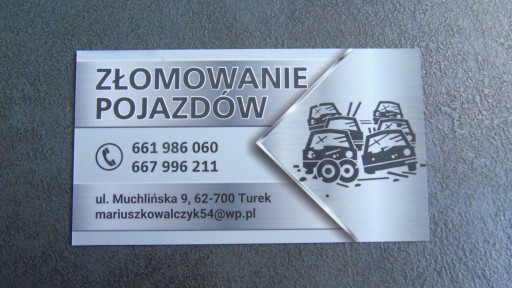 ZŁOMOWANIE
POJAZDÓW
661 986 060
667 996 211
ul. Muchlińska 9, 62-700 Turek
mariuszkowalczyk54@wp.pl